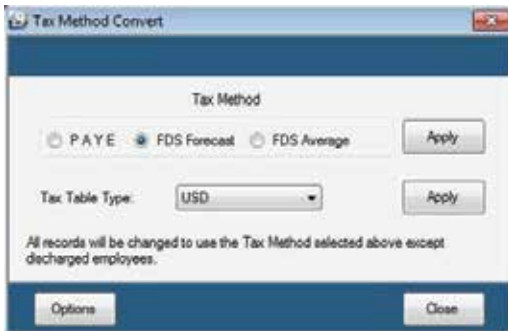 Tax Method Convert
Tax Method
P A Y E FDS Forecast FDS Average Apply
Tax Table Type: USD Apply
All records will be changed to use the Tax Method selected above except
discharged employees.
Options Close